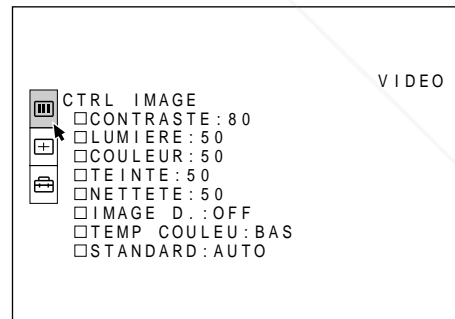 VIDEO
CTRL IMAGE
□CONTRASTE:80
□LUMIERE:50
□COULEUR:50
□TEINTE:50
□NETTETE:50
□IMAGE D.:OFF
□TEMP COULEU:BAS
□STANDARD:AUTO